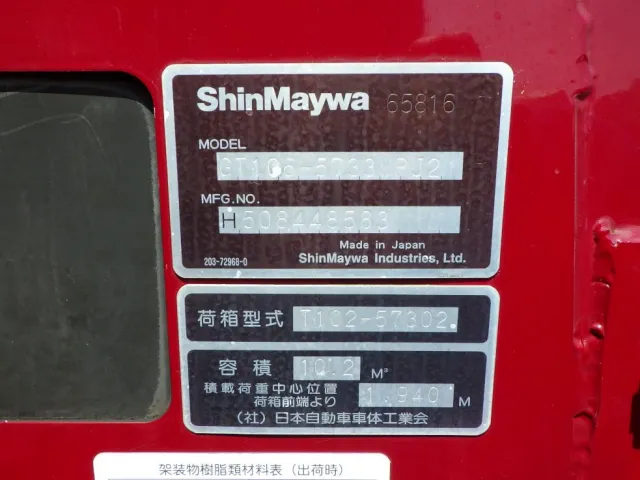 ShinMaywa 65816
MODEL
MFG.NO.
H508448583
Made in Japan
203-72968-0 ShinMaywa Industries, Ltd.
荷箱型式 T102-57302
容積 10.2 M³
積載荷重中心位置
荷箱前端より 1.940 M
(社)日本自動車車体工業会
架装物樹脂類材料表(出荷時)